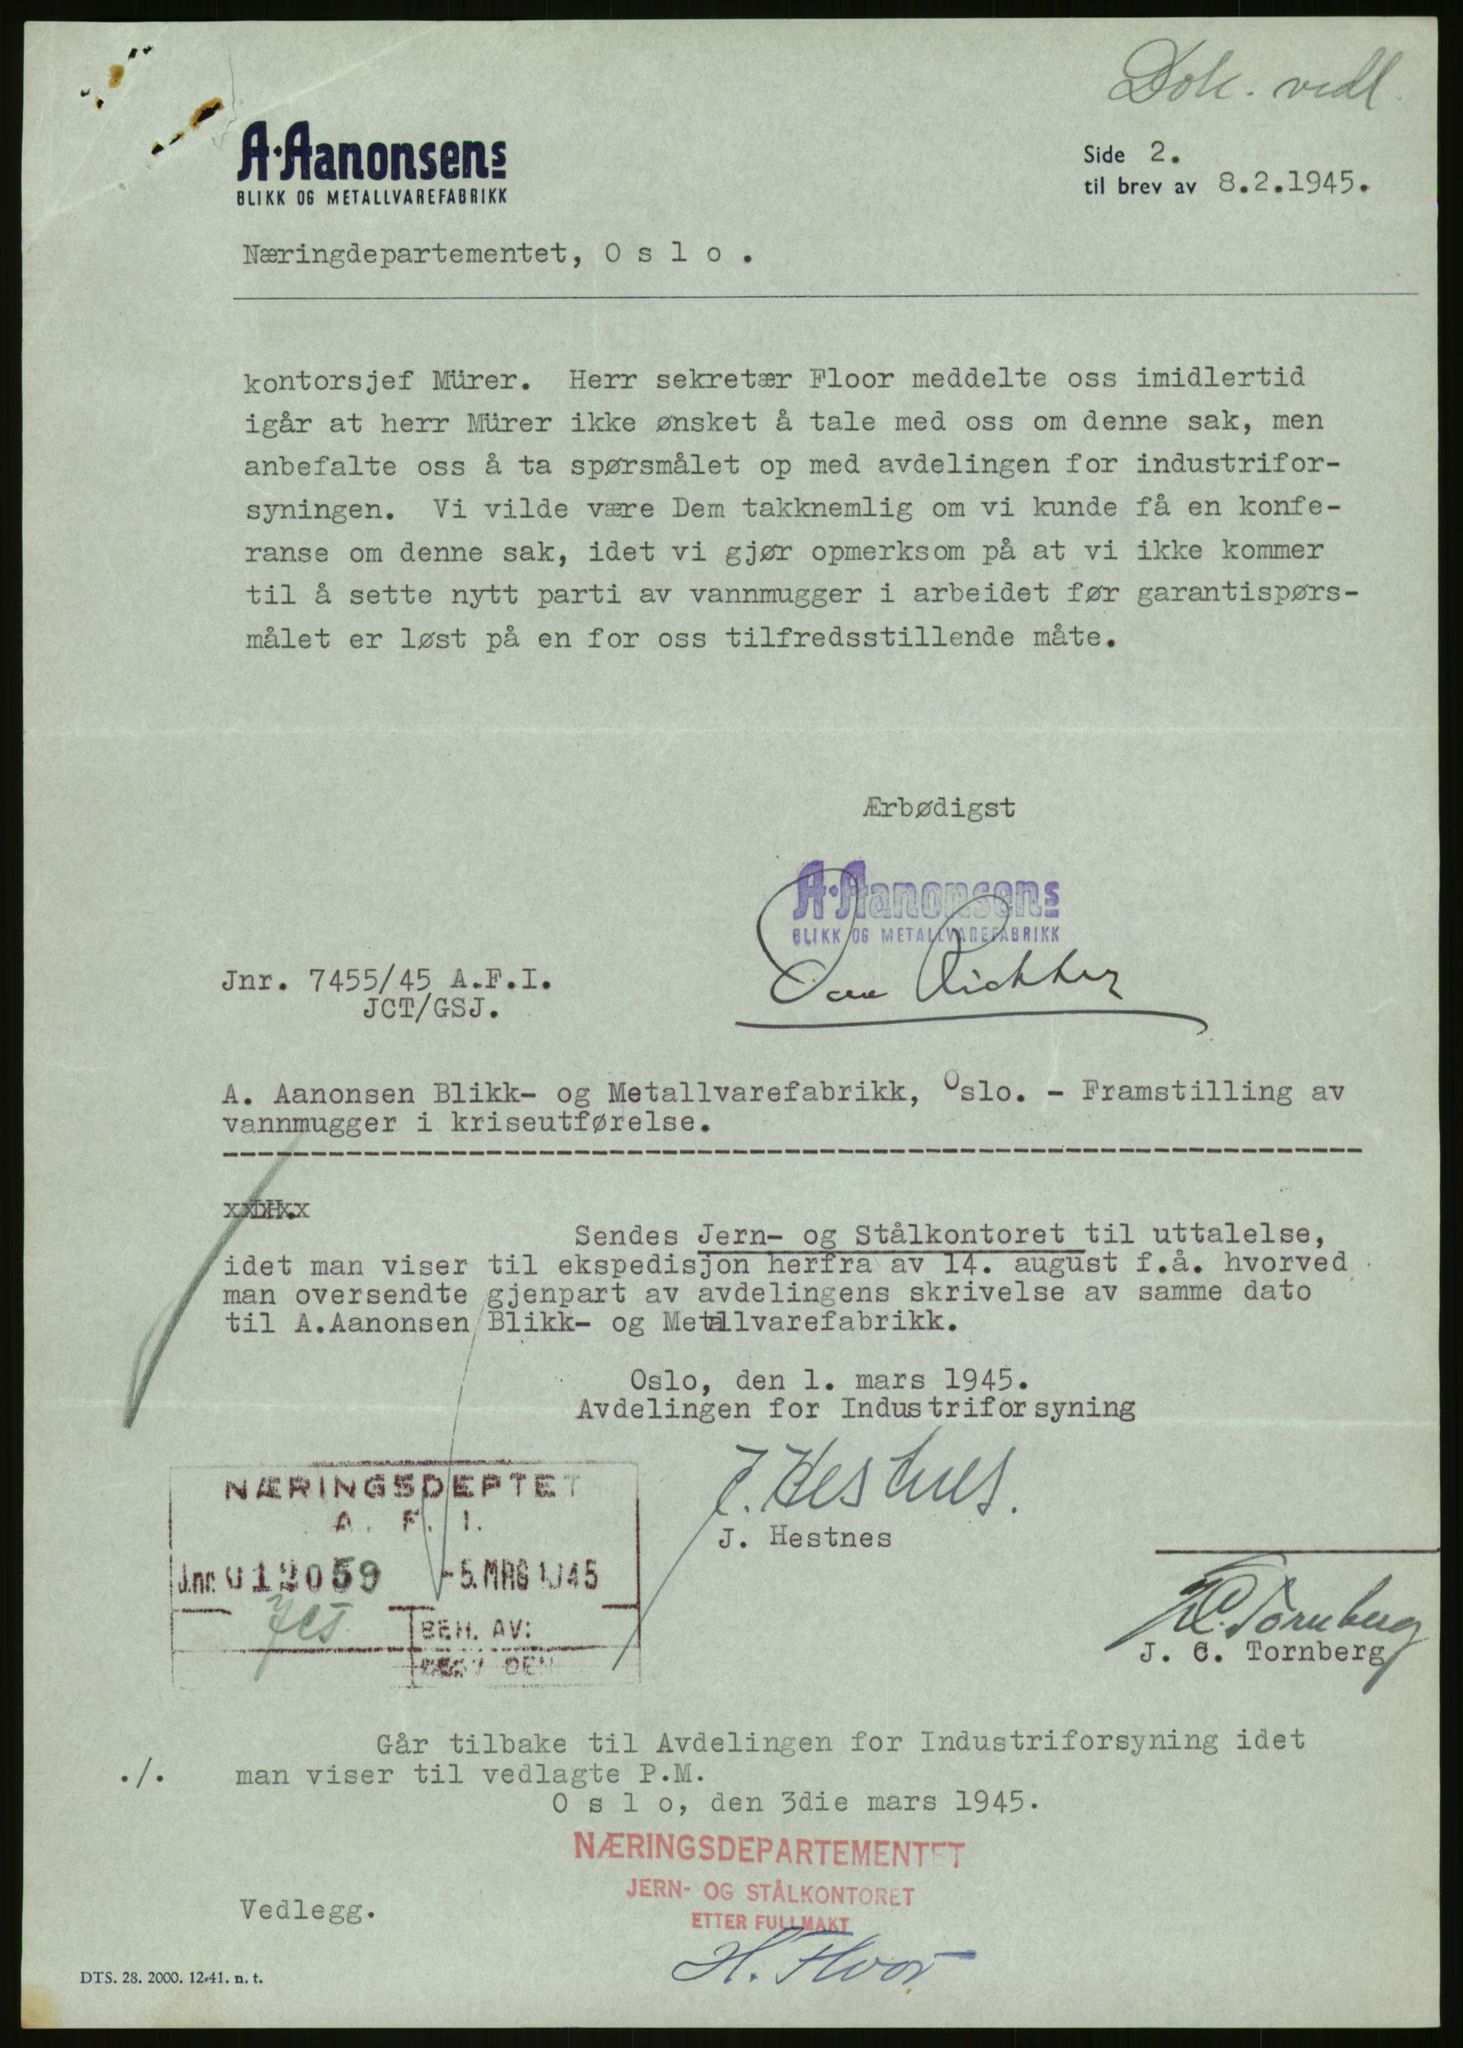 Dok. vedl.
A. Aanonsens
BLIKK OG METALLVAREFABRIKK
Side 2.
til brev av 8.2.1945.
Næringdepartementet, O s l o .
kontorsjef Mürer. Herr sekretær Floor meddelte oss imidlertid
igår at herr Mürer ikke ønsket å tale med oss om denne sak, men
anbefalte oss å ta spørsmålet op med avdelingen for industrifor-
syningen. Vi vilde være Dem takknemlig om vi kunde få en konfe-
ranse om denne sak, idet vi gjør opmerksom på at vi ikke kommer
til å sette nytt parti av vannmugger i arbeidet før garantispørs-
målet er løst på en for oss tilfredsstillende måte.
Ærbødigst
A. Aanonsens
BLIKK OG METALLVAREFABRIKK
Jnr. 7455/45 A.F.I.
JCT/GSJ.
A. Aanonsen Blikk- og Metallvarefabrikk, Oslo. - Framstilling av
vannmugger i kriseutførelse.
Sendes Jern- og Stålkontoret til uttalelse,
idet man viser til ekspedisjon herfra av 14. august f.å. hvorved
man oversendte gjenpart av avdelingens skrivelse av samme dato
til A.Aanonsen Blikk- og Metallvarefabrikk.
Oslo, den 1. mars 1945.
Avdelingen for Industriforsyning
J. Hestnes
J. Hestnes
NÆRINGSDEPTET
A. F. I.
J.nr. 012059 -5.MRS 1945
JCT
BEH. AV:
BESV. DEN
J.C. Tornberg
J. C. Tornberg
Går tilbake til Avdelingen for Industriforsyning idet
./. man viser til vedlagte P.M.
O s l o, den 3die mars 1945.
NÆRINGSDEPARTEMENTET
JERN- OG STÅLKONTORET
ETTER FULLMAKT
H. Floor
Vedlegg.
DTS. 28. 2000. 12-41. n. t.